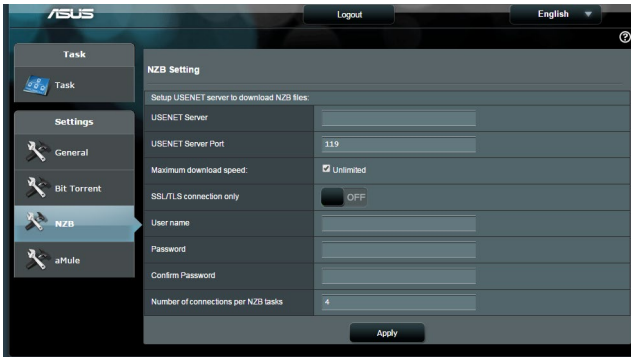 ASUS
Logout
English
?
Task
Task
Settings
General
Bit Torrent
NZB
aMule
NZB Setting
Setup USENET server to download NZB files:
USENET Server
USENET Server Port 119
Maximum download speed: Unlimited
SSL/TLS connection only OFF
User name
Password
Confirm Password
Number of connections per NZB tasks 4
Apply